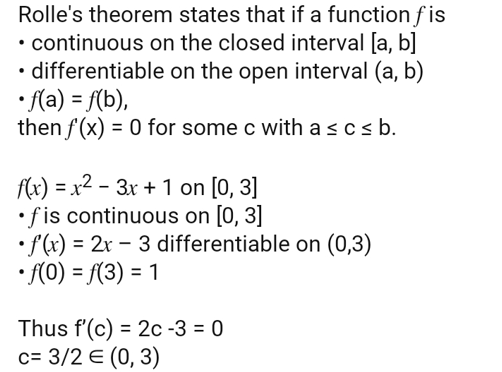 Rolle's theorem states that if a function f is
• continuous on the closed interval [a, b]
• differentiable on the open interval (a, b)
• f(a) = f(b),
then f'(x) = 0 for some c with a ≤ c ≤ b.
f(x) = x² − 3x + 1 on [0, 3]
• f is continuous on [0, 3]
• f'(x) = 2x − 3 differentiable on (0,3)
• f(0) = f(3) = 1
Thus f'(c) = 2c -3 = 0
c= 3/2 ∈ (0, 3)